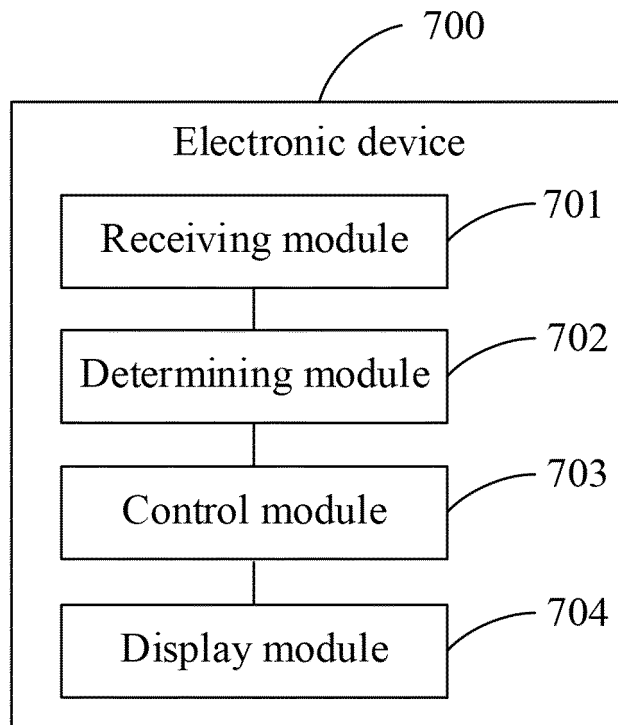 700
Electronic device
701
Receiving module
702
Determining module
703
Control module
704
Display module